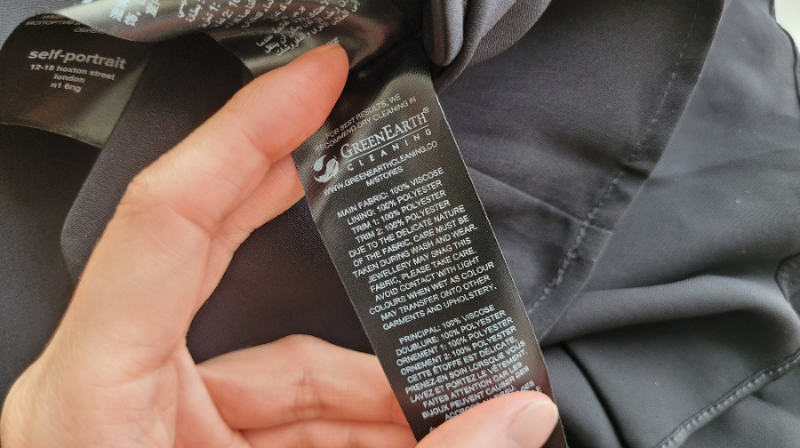 self-portrait
12-18 hoxton street
london
n1 6ng
FOR BEST RESULTS, WE
RECOMMEND DRY CLEANING IN
GREENEARTH®
CLEANING
WWW.GREENEARTHCLEANING.CO
M/STORES
MAIN FABRIC: 100% VISCOSE
LINING: 100% POLYESTER
TRIM 1: 100% POLYESTER
TRIM 2: 100% POLYESTER
DUE TO THE DELICATE NATURE
OF THE FABRIC, CARE MUST BE
TAKEN DURING WASH AND WEAR.
JEWELLERY MAY SNAG THIS
FABRIC, PLEASE TAKE CARE.
AVOID CONTACT WITH LIGHT
COLOURS WHEN WET AS COLOUR
MAY TRANSFER ONTO OTHER
GARMENTS AND UPHOLSTERY.
PRINCIPAL: 100% VISCOSE
DOUBLURE: 100% POLYESTER
ORNEMENT 1: 100% POLYESTER
ORNEMENT 2: 100% POLYESTER
CETTE ÉTOFFE EST DÉLICATE,
PRENEZ-EN SOIN LORSQUE VOUS
LAVEZ ET PORTEZ LE VÊTEMENT.
FAITES ATTENTION CAR LES
BIJOUX PEUVENT CAUSER DES